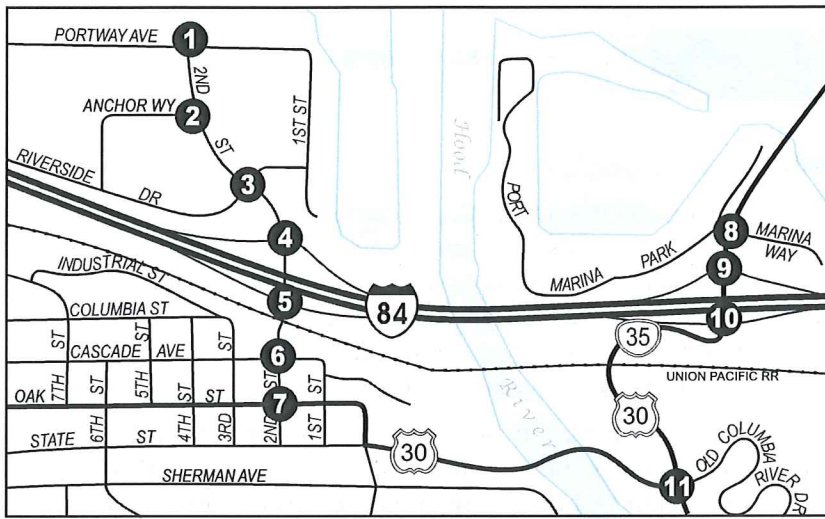 PORTWAY AVE
1
2ND
ST
ANCHOR WY
2
1ST ST
RIVERSIDE
DR
3
4
Hood
River
PORT
MARINA
PARK
8
MARINA
WAY
9
10
INDUSTRIAL ST
5
84
COLUMBIA ST
35
7TH
ST
CASCADE
AVE
5TH
ST
6
UNION PACIFIC RR
OAK
6TH
ST
4TH
ST
3RD
ST
2ND
ST
1ST
ST
7
ST
30
STATE
ST
30
SHERMAN AVE
11
OLD COLUMBIA
RIVER DR